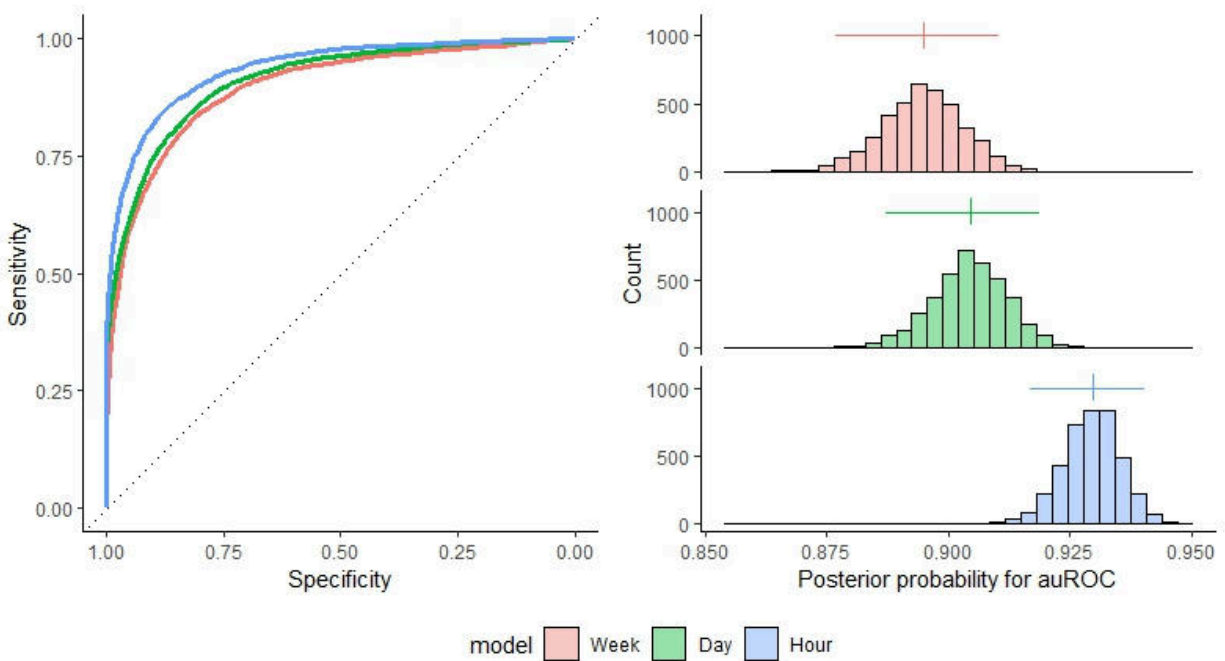 1.00
0.75
0.50
0.25
0.00
Sensitivity
1.00 0.75 0.50 0.25 0.00
Specificity
1000
500
0
1000
500
0
1000
500
0
Count
0.850 0.875 0.900 0.925 0.950
Posterior probability for auROC
model Week Day Hour